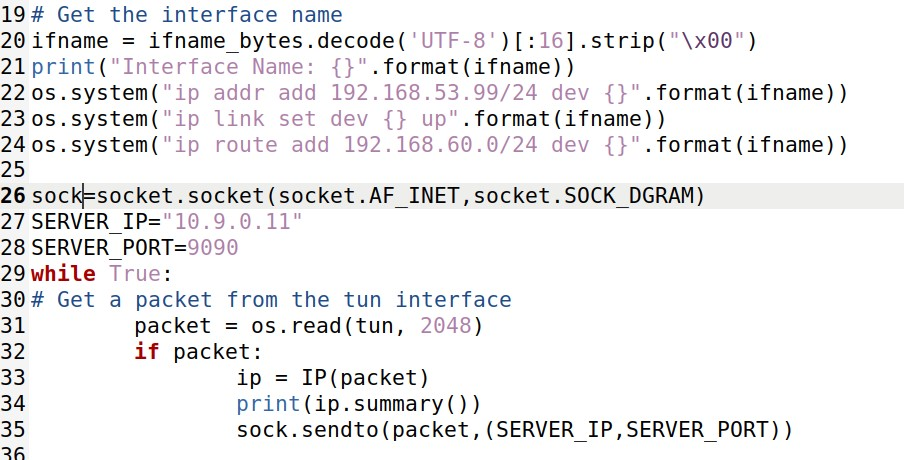 19 # Get the interface name
20 ifname = ifname_bytes.decode('UTF-8')[:16].strip("\x00")
21 print("Interface Name: {}".format(ifname))
22 os.system("ip addr add 192.168.53.99/24 dev {}".format(ifname))
23 os.system("ip link set dev {} up".format(ifname))
24 os.system("ip route add 192.168.60.0/24 dev {}".format(ifname))
25
26 sock=socket.socket(socket.AF_INET,socket.SOCK_DGRAM)
27 SERVER_IP="10.9.0.11"
28 SERVER_PORT=9090
29 while True:
30 # Get a packet from the tun interface
31         packet = os.read(tun, 2048)
32         if packet:
33                 ip = IP(packet)
34                 print(ip.summary())
35                 sock.sendto(packet,(SERVER_IP,SERVER_PORT))
36